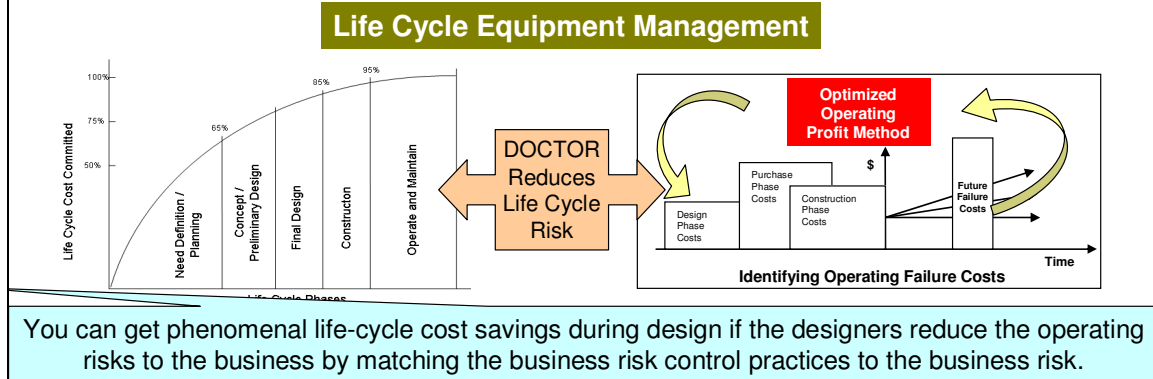 Life Cycle Equipment Management
Life Cycle Cost Committed
100%
75%
50%
65%
85%
95%
Need Definition /
Planning
Concept /
Preliminary Design
Final Design
Constructor
Operate and Maintain
Life Cycle Phases
DOCTOR
Reduces
Life Cycle
Risk
Optimized
Operating
Profit Method
$
Design
Phase
Costs
Purchase
Phase
Costs
Construction
Phase
Costs
Future
Failure
Costs
Time
Identifying Operating Failure Costs
You can get phenomenal life-cycle cost savings during design if the designers reduce the operating
risks to the business by matching the business risk control practices to the business risk.